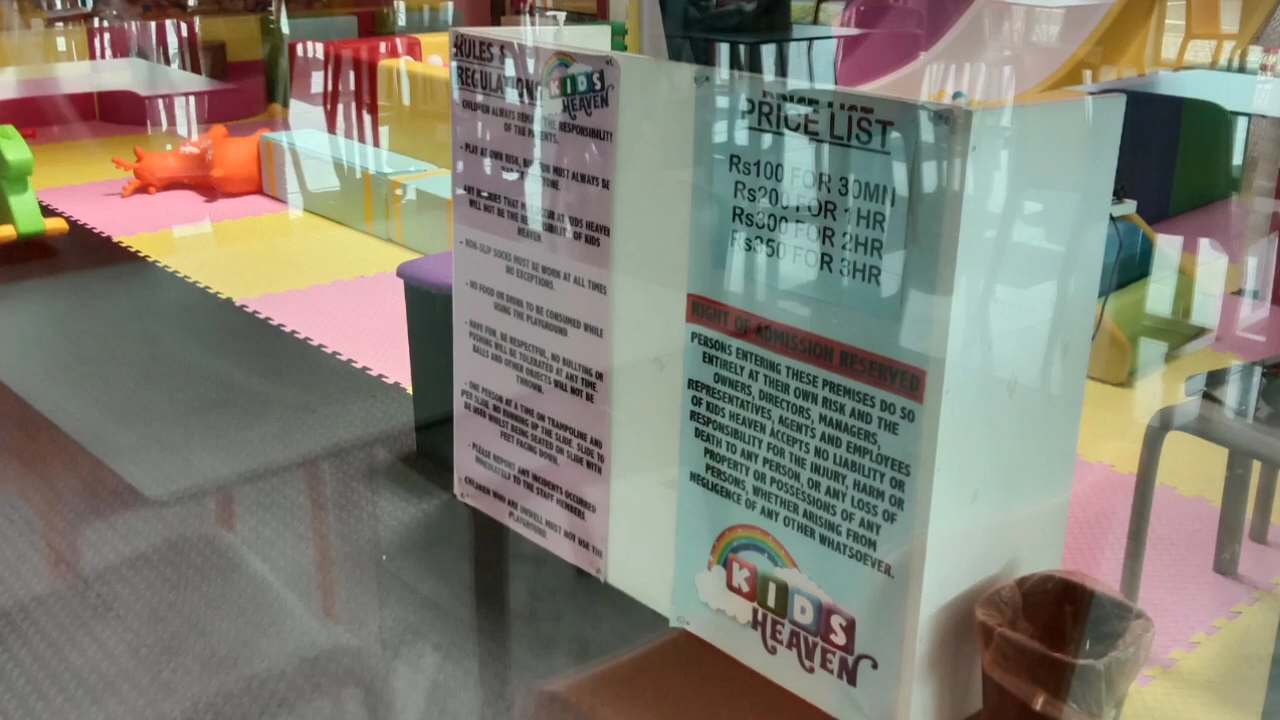 RULES &
REGULATIONS
KIDS
HEAVEN
CHILDREN ALWAYS REMAIN THE RESPONSIBILITY
OF THE PARENTS.
- PLAY AT OWN RISK, MUST ALWAYS BE
ANY INJURIES THAT MAY OCCUR AT KIDS HEAVEN
WILL NOT BE THE RESPONSIBILITY OF KIDS
HEAVEN.
- NON-SLIP SOCKS MUST BE WORN AT ALL TIMES
NO EXCEPTIONS.
- NO FOOD OR DRINK TO BE CONSUMED WHILE
USING THE PLAYGROUND.
- HAVE FUN, BE RESPECTFUL, NO BULLYING OR
PUSHING WILL BE TOLERATED AT ANY TIME.
BALLS AND OTHER OBJECTS WILL NOT BE
THROWN.
- ONE PERSON AT A TIME ON TRAMPOLINE AND
PER SLIDE. NO RUNNING UP THE SLIDE. SLIDE TO
BE USED WHILST BEING SEATED ON SLIDE WITH
FEET FACING DOWN.
- PLEASE REPORT ANY INCIDENTS OCCURRED
IMMEDIATELY TO THE STAFF MEMBERS
CHILDREN WHO ARE UNWELL MUST NOT USE THE
PLAYGROUND
PRICE LIST
Rs100 FOR 30MN
Rs200 FOR 1HR
Rs300 FOR 2HR
Rs350 FOR 3HR
RIGHT OF ADMISSION RESERVED
PERSONS ENTERING THESE PREMISES DO SO
ENTIRELY AT THEIR OWN RISK AND THE
OWNERS, DIRECTORS, MANAGERS,
REPRESENTATIVES, AGENTS AND EMPLOYEES
OF KIDS HEAVEN ACCEPTS NO LIABILITY OR
RESPONSIBILITY FOR THE INJURY, HARM OR
DEATH TO ANY PERSON, OR ANY LOSS OF
PROPERTY OR POSSESSIONS OF ANY
PERSONS, WHETHER ARISING FROM
NEGLIGENCE OF ANY OTHER WHATSOEVER.
KIDS
HEAVEN